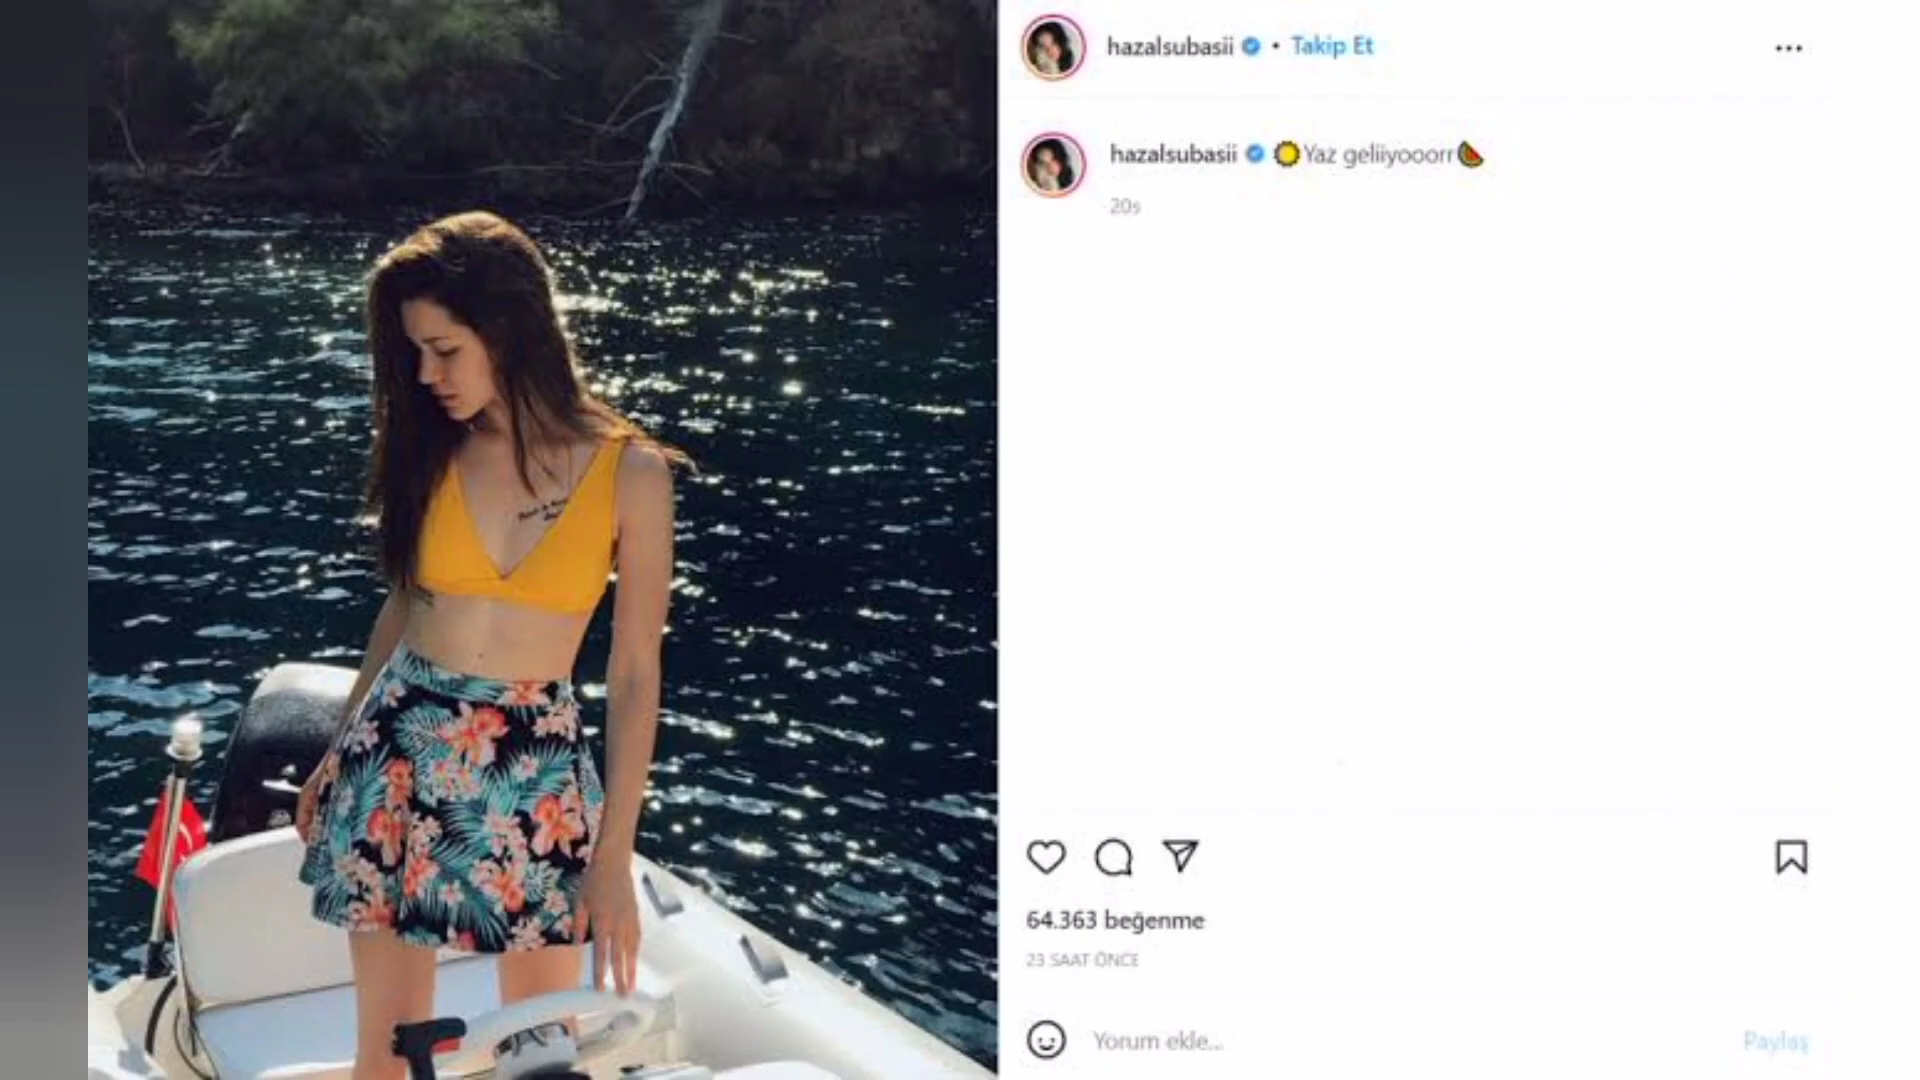 hazalsubasii • Takip Et
hazalsubasii Yaz geliiyooorr
20s
64.363 beğenme
23 SAAT ÖNCE
Yorum ekle...
Paylaş